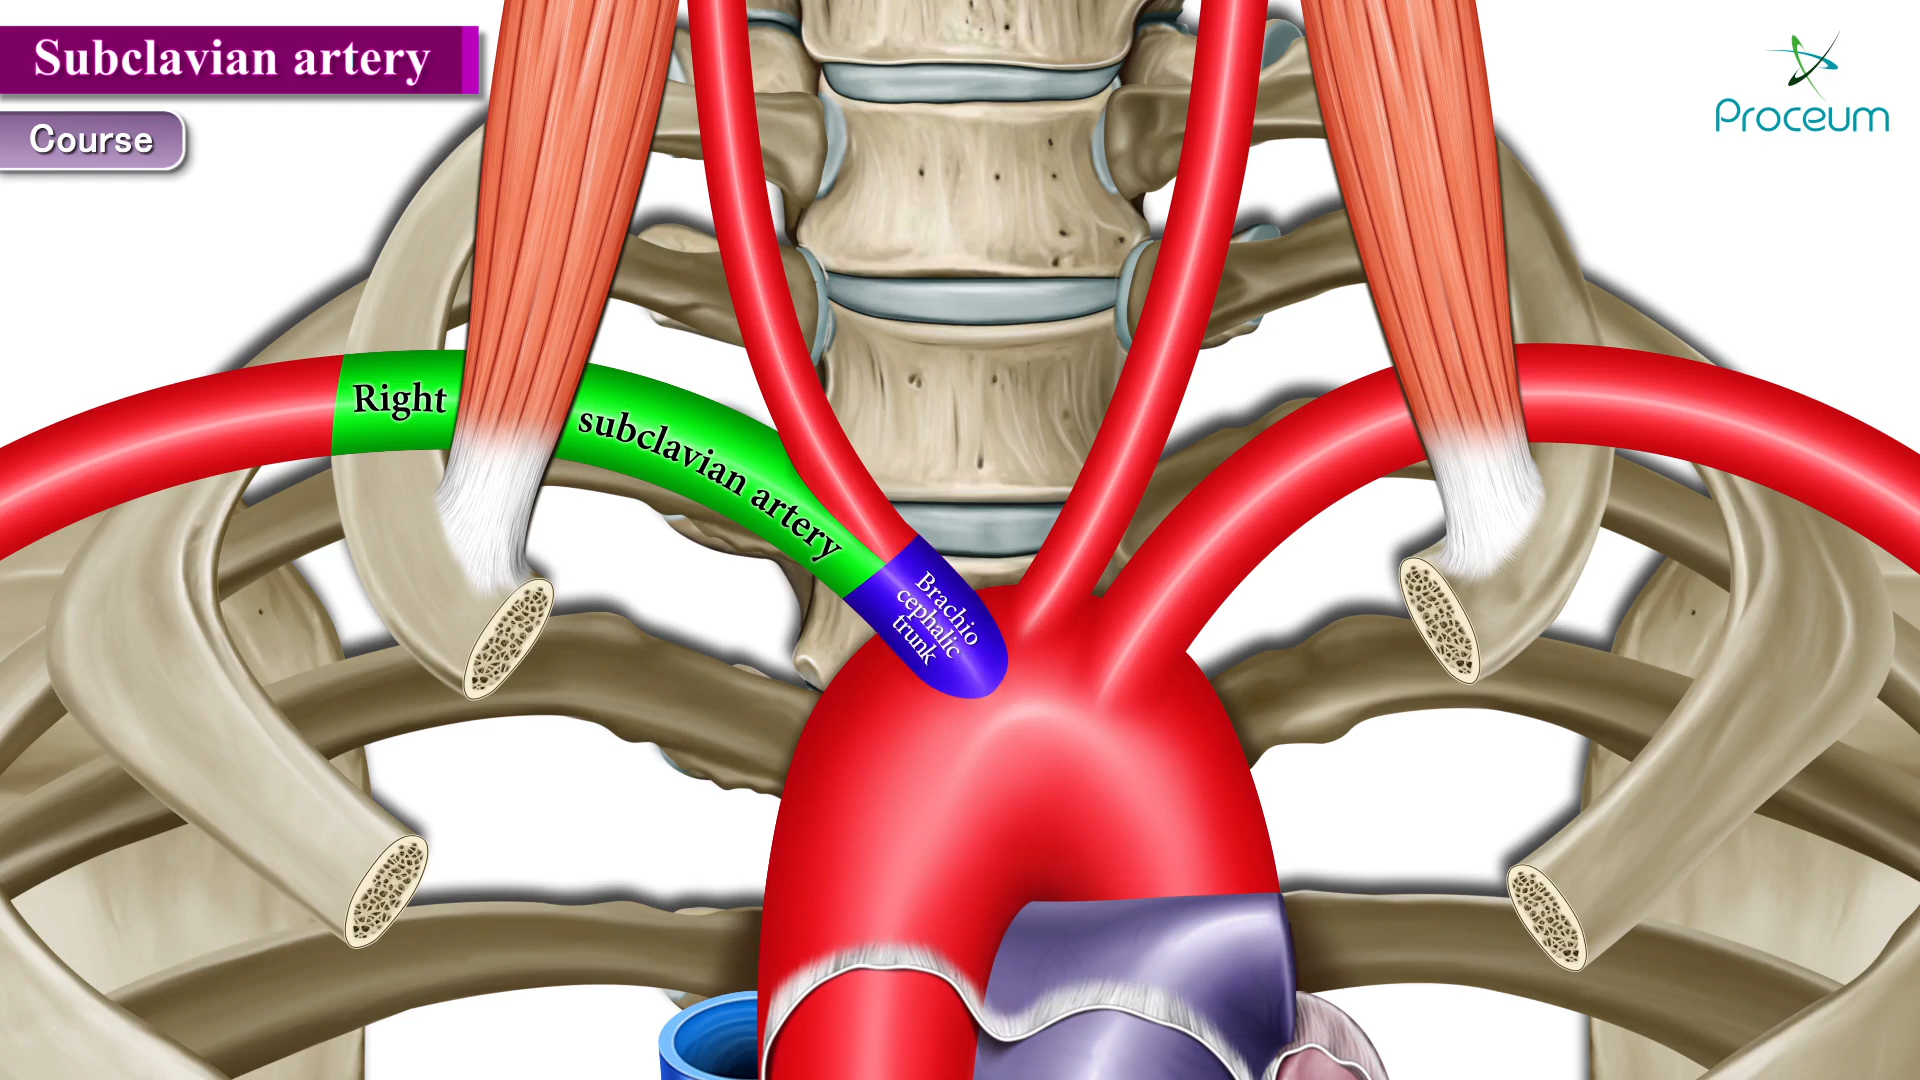 Subclavian artery
Course
Proceum
Right
subclavian artery
Brachio
cephalic
trunk